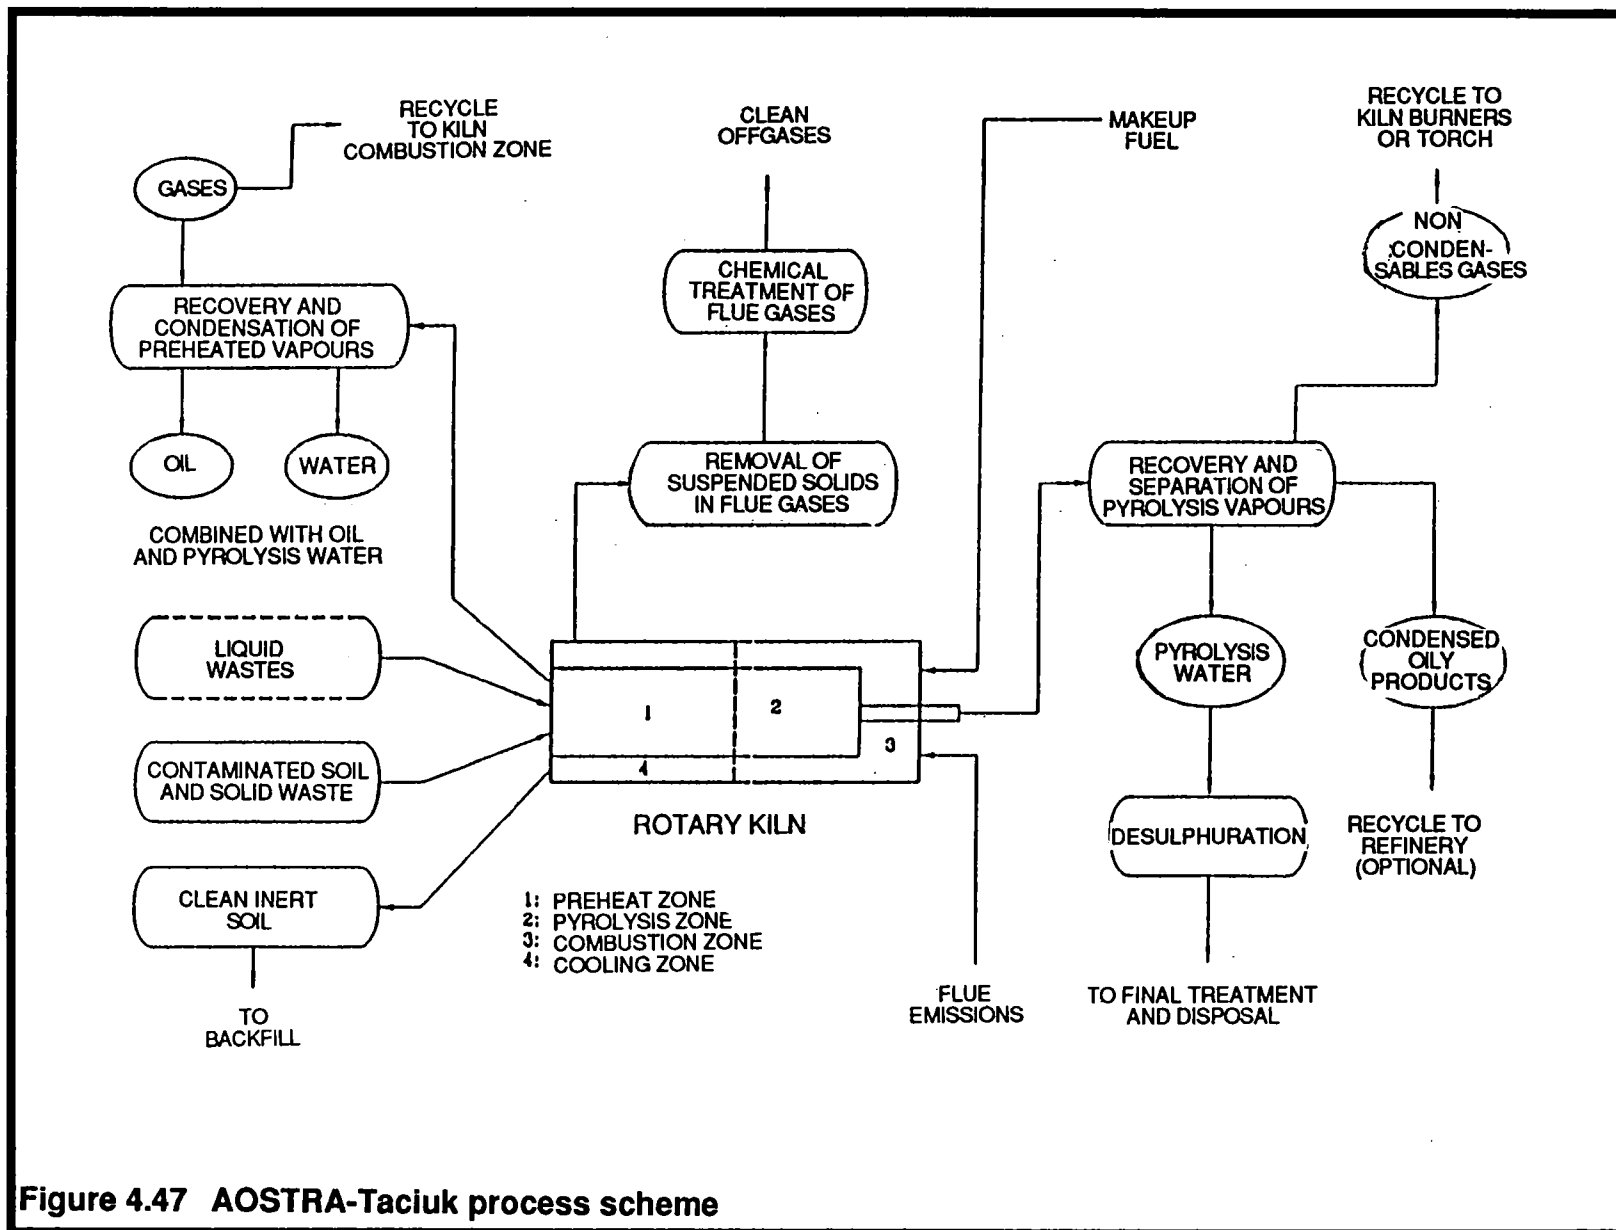 RECYCLE
TO KILN
COMBUSTION ZONE
GASES
CLEAN
OFFGASES
MAKEUP
FUEL
RECYCLE TO
KILN BURNERS
OR TORCH
NON
CONDEN-
SABLES GASES
CHEMICAL
TREATMENT OF
FLUE GASES
RECOVERY AND
CONDENSATION OF
PREHEATED VAPOURS
OIL
WATER
COMBINED WITH OIL
AND PYROLYSIS WATER
REMOVAL OF
SUSPENDED SOLIDS
IN FLUE GASES
RECOVERY AND
SEPARATION OF
PYROLYSIS VAPOURS
LIQUID
WASTES
CONTAMINATED SOIL
AND SOLID WASTE
CLEAN INERT
SOIL
TO
BACKFILL
1
2
3
4
ROTARY KILN
1: PREHEAT ZONE
2: PYROLYSIS ZONE
3: COMBUSTION ZONE
4: COOLING ZONE
FLUE
EMISSIONS
PYROLYSIS
WATER
CONDENSED
OILY
PRODUCTS
DESULPHURATION
RECYCLE TO
REFINERY
(OPTIONAL)
TO FINAL TREATMENT
AND DISPOSAL
Figure 4.47 AOSTRA-Taciuk process scheme